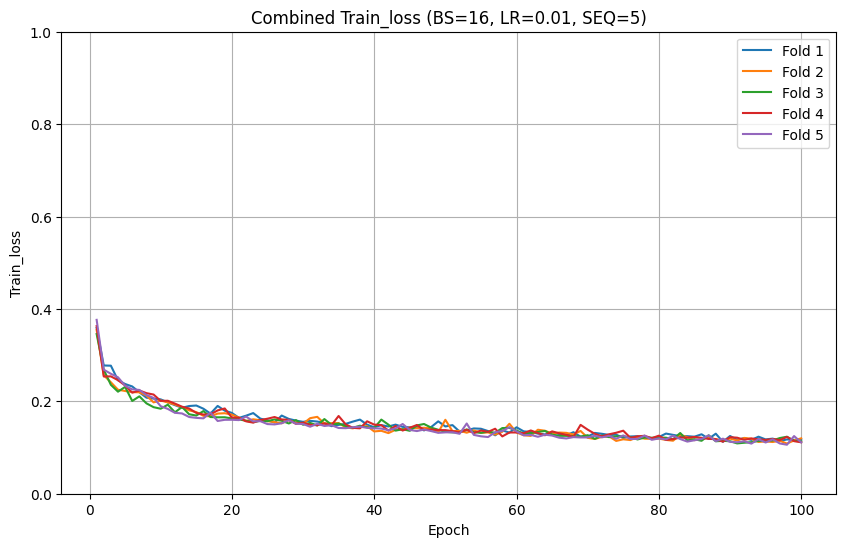 Combined Train_loss (BS=16, LR=0.01, SEQ=5)
1.0
0.8
0.6
0.4
0.2
0.0
Train_loss
Fold 1
Fold 2
Fold 3
Fold 4
Fold 5
0 20 40 60 80 100
Epoch